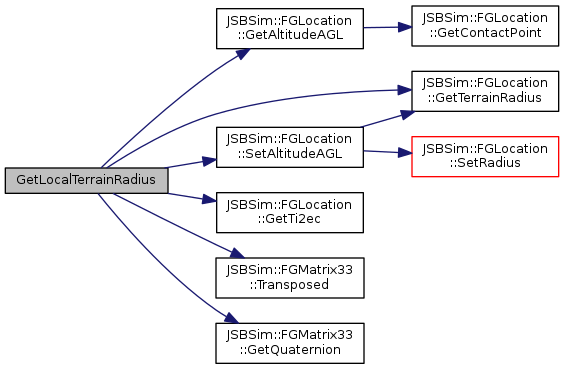 JSBSim::FGLocation
::GetAltitudeAGL
JSBSim::FGLocation
::GetContactPoint
JSBSim::FGLocation
::GetTerrainRadius
JSBSim::FGLocation
::SetAltitudeAGL
JSBSim::FGLocation
::SetRadius
GetLocalTerrainRadius
JSBSim::FGLocation
::GetTi2ec
JSBSim::FGMatrix33
::Transposed
JSBSim::FGMatrix33
::GetQuaternion